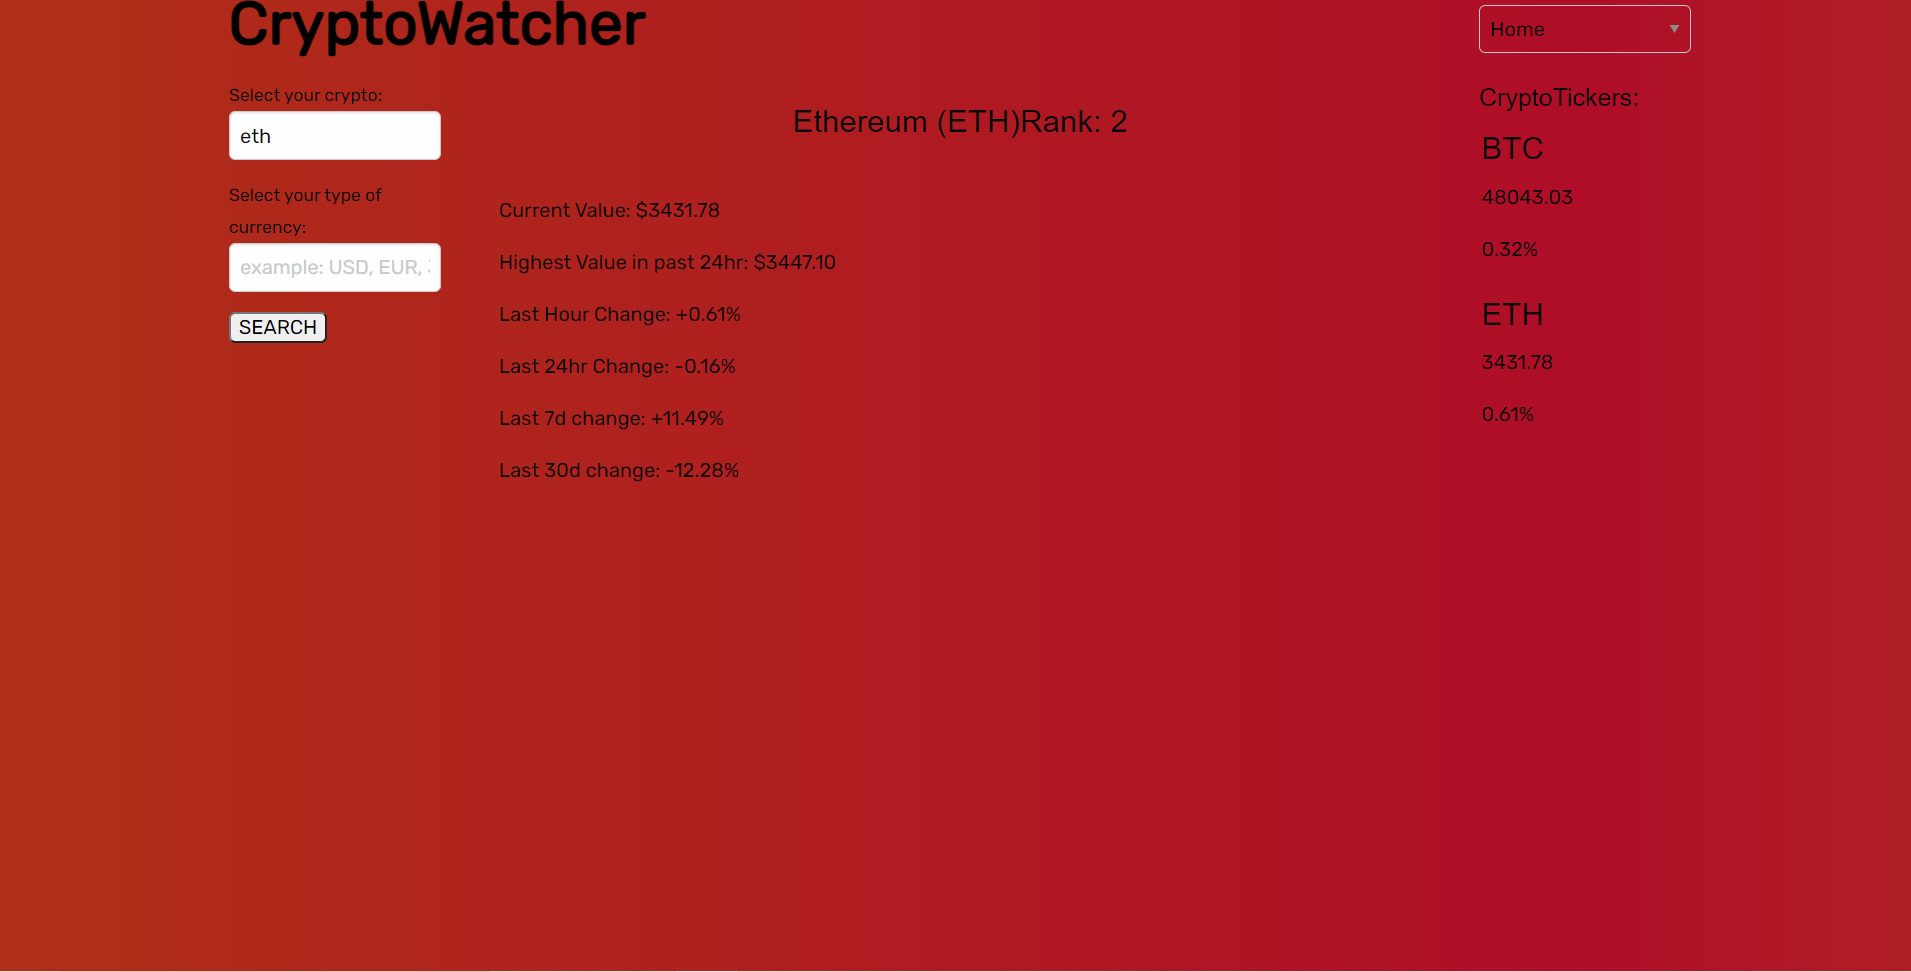 CryptoWatcher
Home
Select your crypto:
eth
Select your type of
currency:
example: USD, EUR,
SEARCH
Ethereum (ETH)Rank: 2
Current Value: $3431.78
Highest Value in past 24hr: $3447.10
Last Hour Change: +0.61%
Last 24hr Change: -0.16%
Last 7d change: +11.49%
Last 30d change: -12.28%
CryptoTickers:
BTC
48043.03
0.32%
ETH
3431.78
0.61%